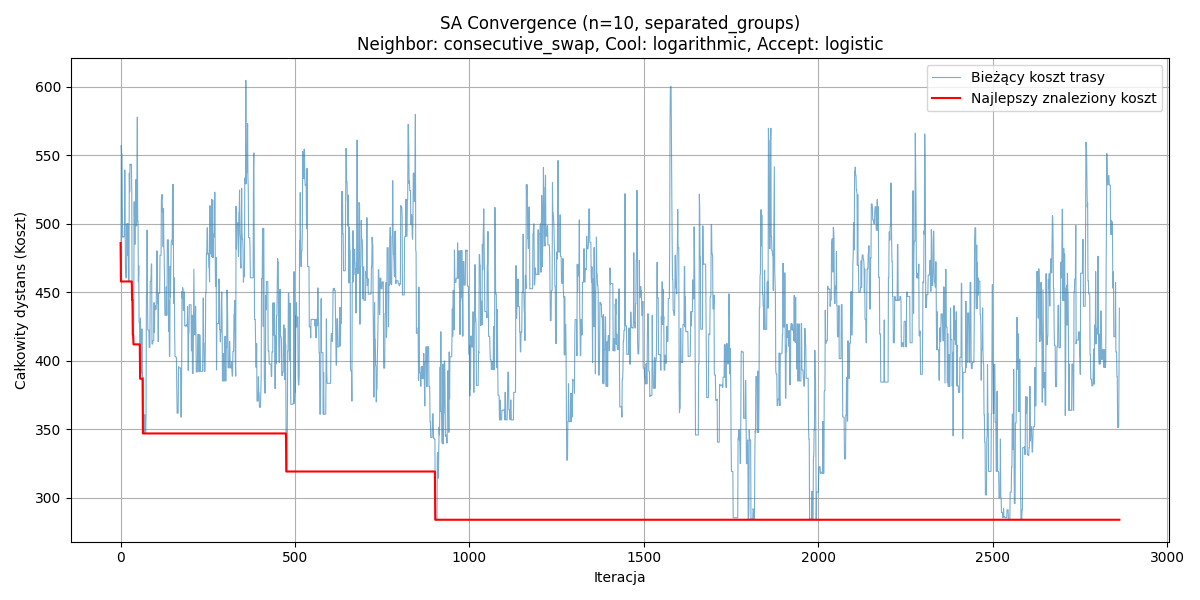 SA Convergence (n=10, separated_groups)
Neighbor: consecutive_swap, Cool: logarithmic, Accept: logistic
Bieżący koszt trasy
Najlepszy znaleziony koszt
Całkowity dystans (Koszt)
600
550
500
450
400
350
300
0
500
1000
1500
2000
2500
3000
Iteracja